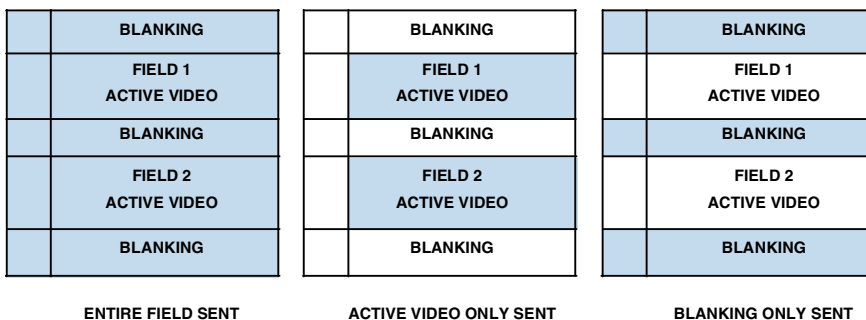 BLANKING
FIELD 1
ACTIVE VIDEO
BLANKING
FIELD 2
ACTIVE VIDEO
BLANKING
ENTIRE FIELD SENT
BLANKING
FIELD 1
ACTIVE VIDEO
BLANKING
FIELD 2
ACTIVE VIDEO
BLANKING
ACTIVE VIDEO ONLY SENT
BLANKING
FIELD 1
ACTIVE VIDEO
BLANKING
FIELD 2
ACTIVE VIDEO
BLANKING
BLANKING ONLY SENT